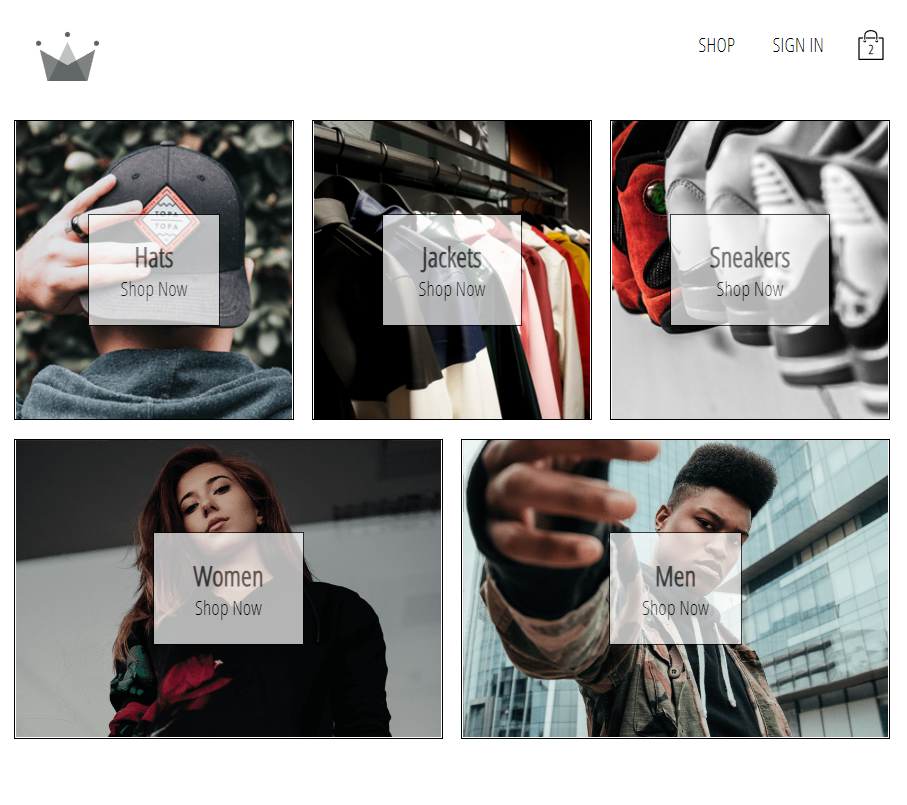 SHOP
SIGN IN
2
TOPA
TOPA
Hats
Shop Now
Jackets
Shop Now
Sneakers
Shop Now
Women
Shop Now
Men
Shop Now